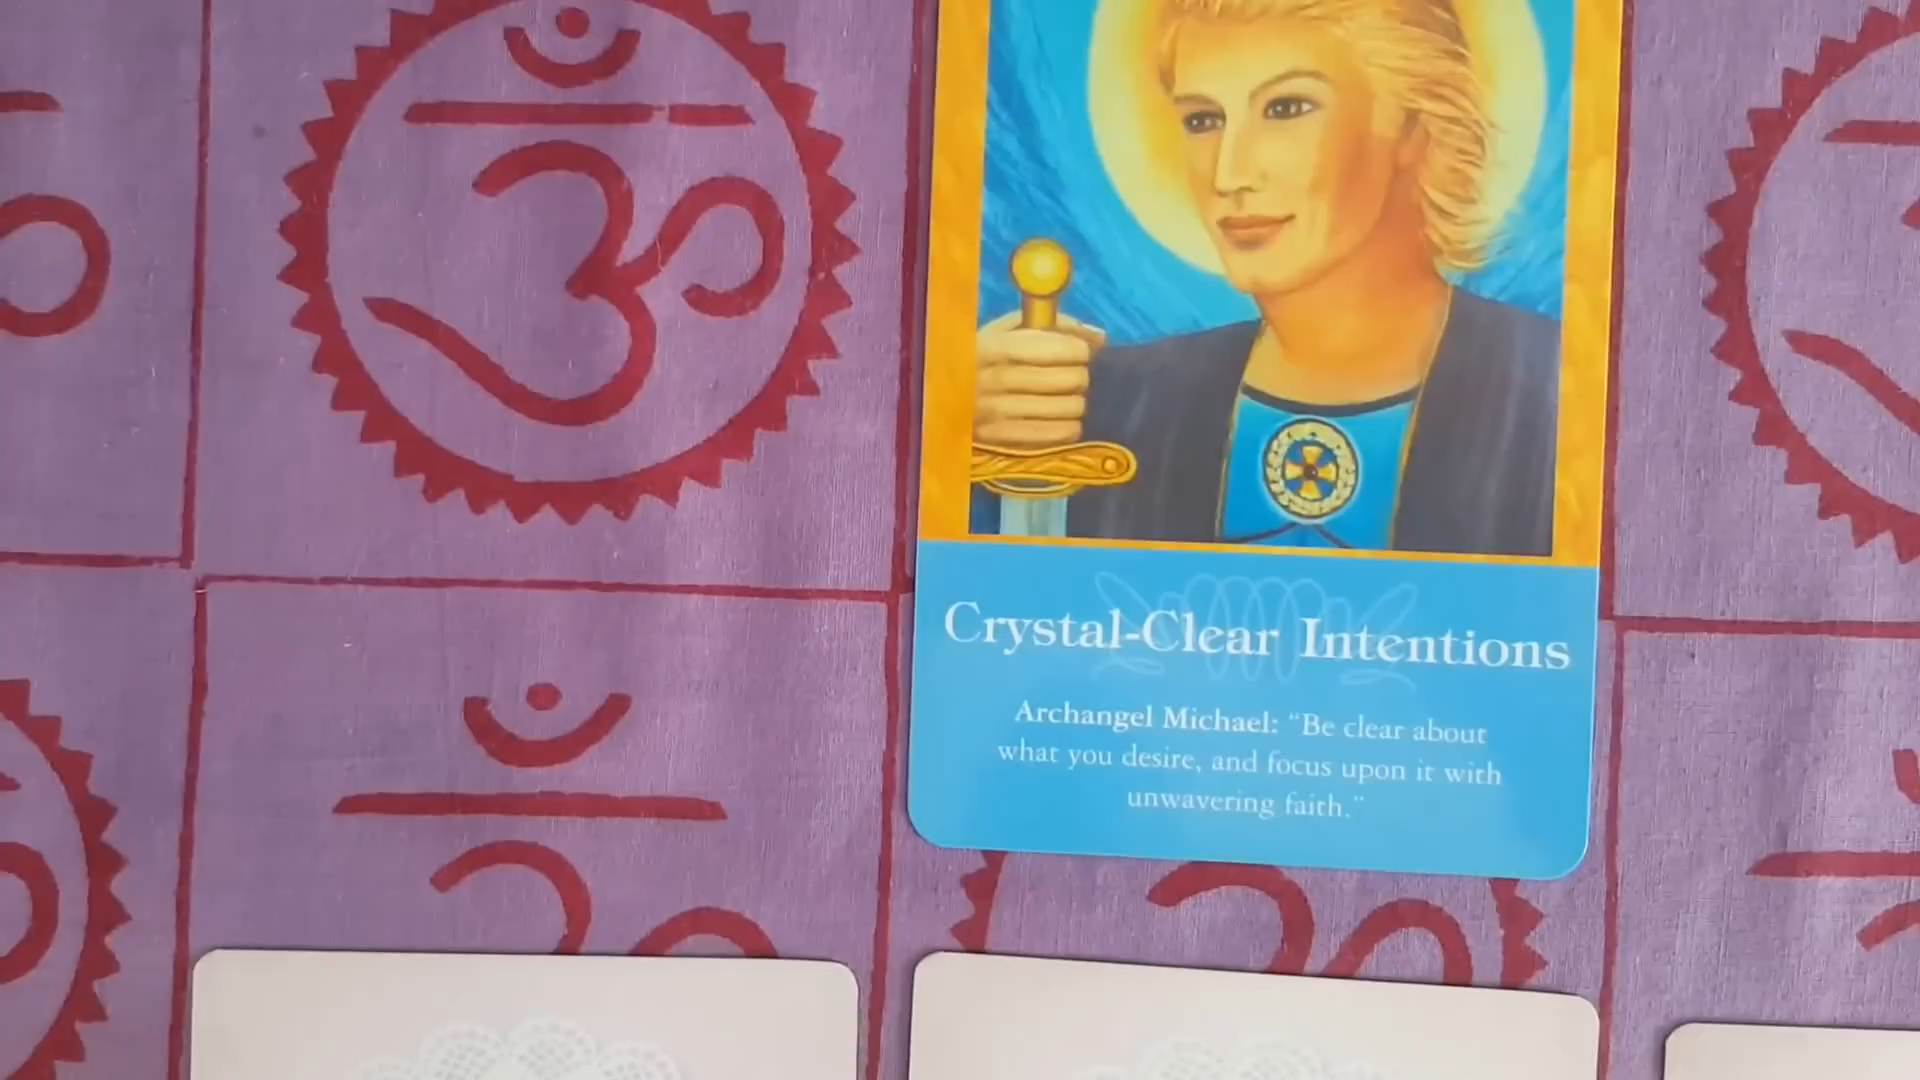 ॐ
Crystal-Clear Intentions
Archangel Michael: “Be clear about
what you desire, and focus upon it with
unwavering faith.”